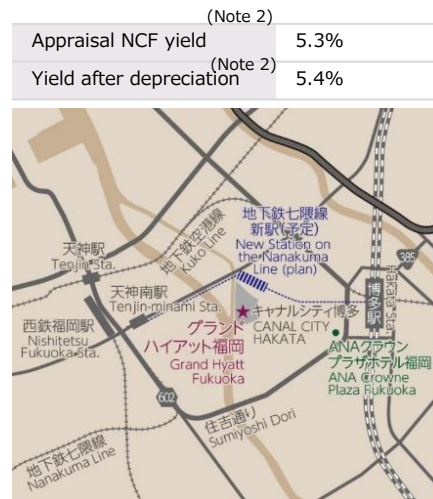 (Note 2)
Appraisal NCF yield 5.3%
(Note 2)
Yield after depreciation 5.4%
地下鉄七隈線
新駅(予定)
New Station on
the Nanakuma
Line (plan)
地下鉄空港線
Kuko Line
385
天神駅
Tenjin Sta.
博多駅
Hakata Sta.
天神南駅
Tenjin-minami Sta.
キャナルシティ博多
CANAL CITY
HAKATA
西鉄福岡駅
Nishitetsu
Fukuoka Sta.
グランド
ハイアット福岡
Grand Hyatt
Fukuoka
ANAクラウン
プラザホテル福岡
ANA Crowne
Plaza Fukuoka
602
住吉通り
Sumiyoshi Dori
地下鉄七隈線
Nanakuma Line